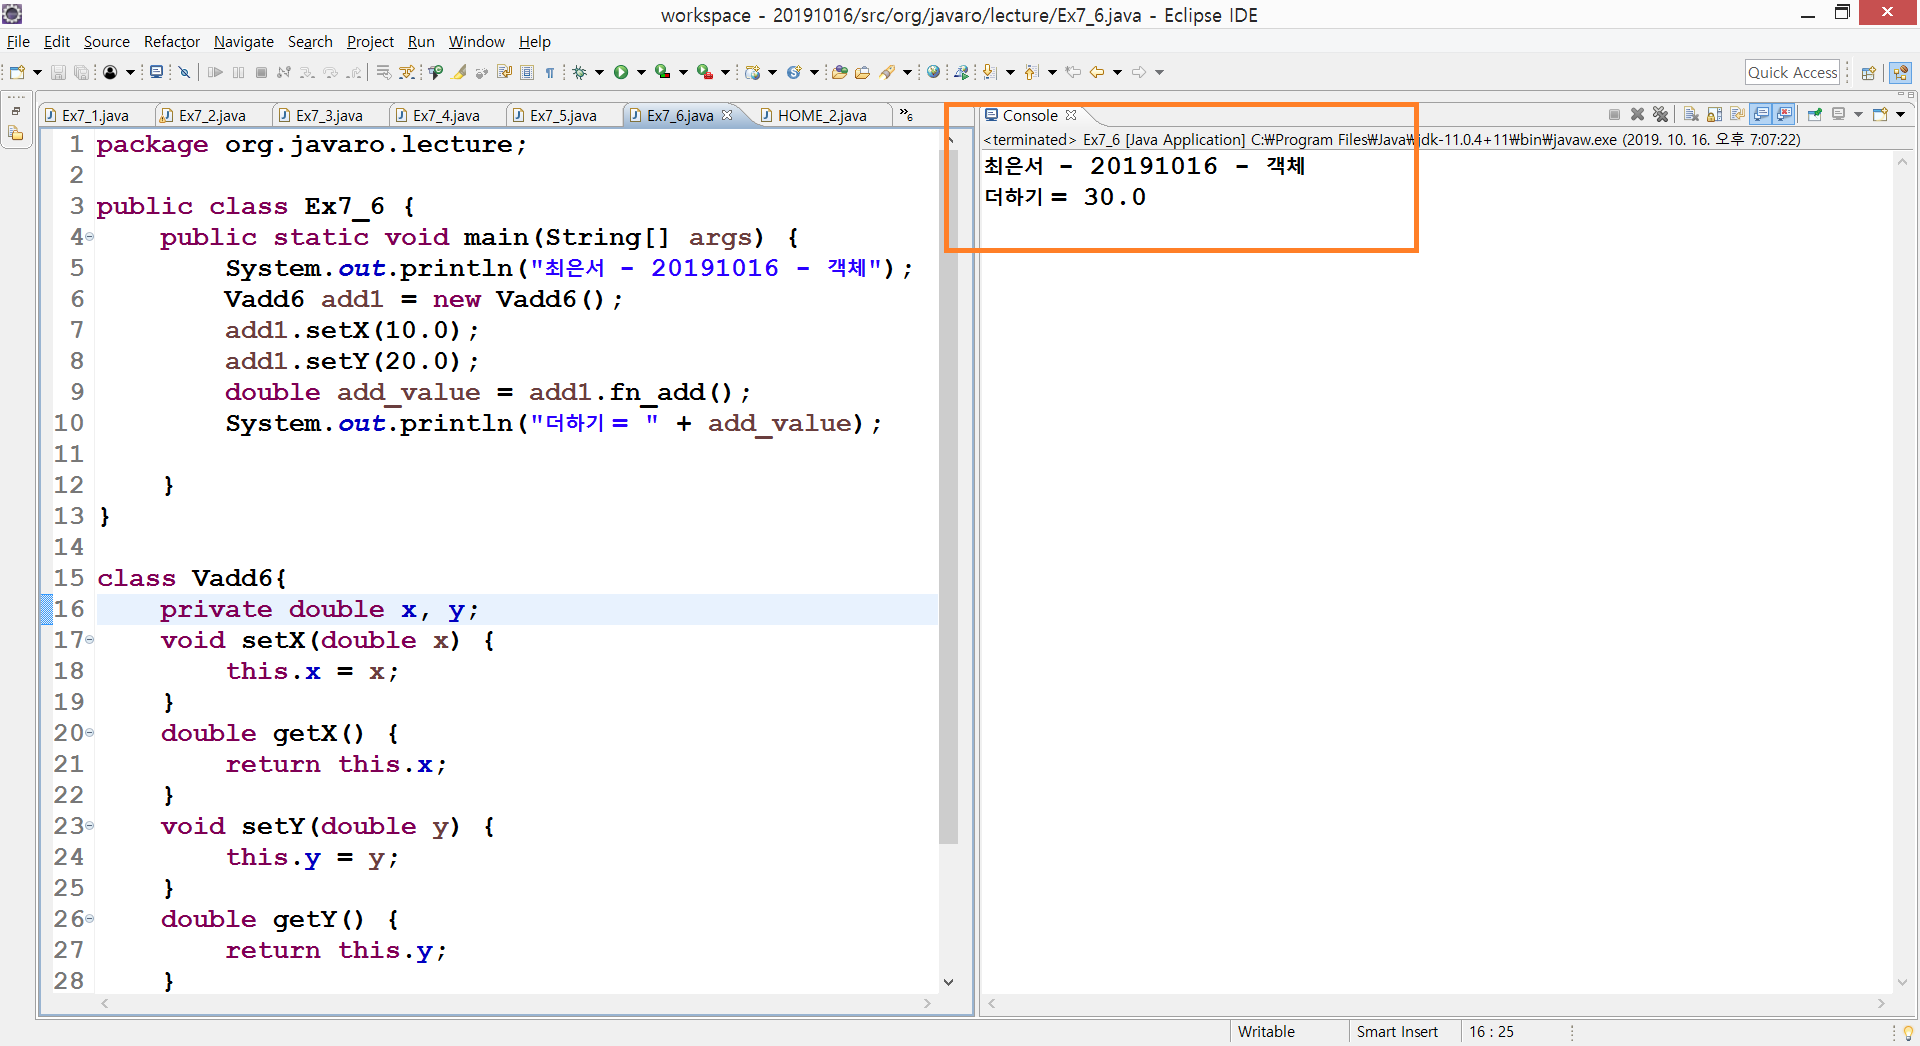 workspace - 20191016/src/org/javaro/lecture/Ex7_6.java - Eclipse IDE
File Edit Source Refactor Navigate Search Project Run Window Help
Quick Access
Ex7_1.java Ex7_2.java Ex7_3.java Ex7_4.java Ex7_5.java Ex7_6.java HOME_2.java »6
1 package org.javaro.lecture;
2
3 public class Ex7_6 {
4 public static void main(String[] args) {
5 System.out.println("최은서 - 20191016 - 객체");
6 Vadd6 add1 = new Vadd6();
7 add1.setX(10.0);
8 add1.setY(20.0);
9 double add_value = add1.fn_add();
10 System.out.println("더하기 = " + add_value);
11
12 }
13 }
14
15 class Vadd6{
16 private double x, y;
17 void setX(double x) {
18 this.x = x;
19 }
20 double getX() {
21 return this.x;
22 }
23 void setY(double y) {
24 this.y = y;
25 }
26 double getY() {
27 return this.y;
28 }
Console
<terminated> Ex7_6 [Java Application] C:₩Program Files₩Java₩jdk-11.0.4+11₩bin₩javaw.exe (2019. 10. 16. 오후 7:07:22)
최은서 - 20191016 - 객체
더하기 = 30.0
Writable Smart Insert 16 : 25